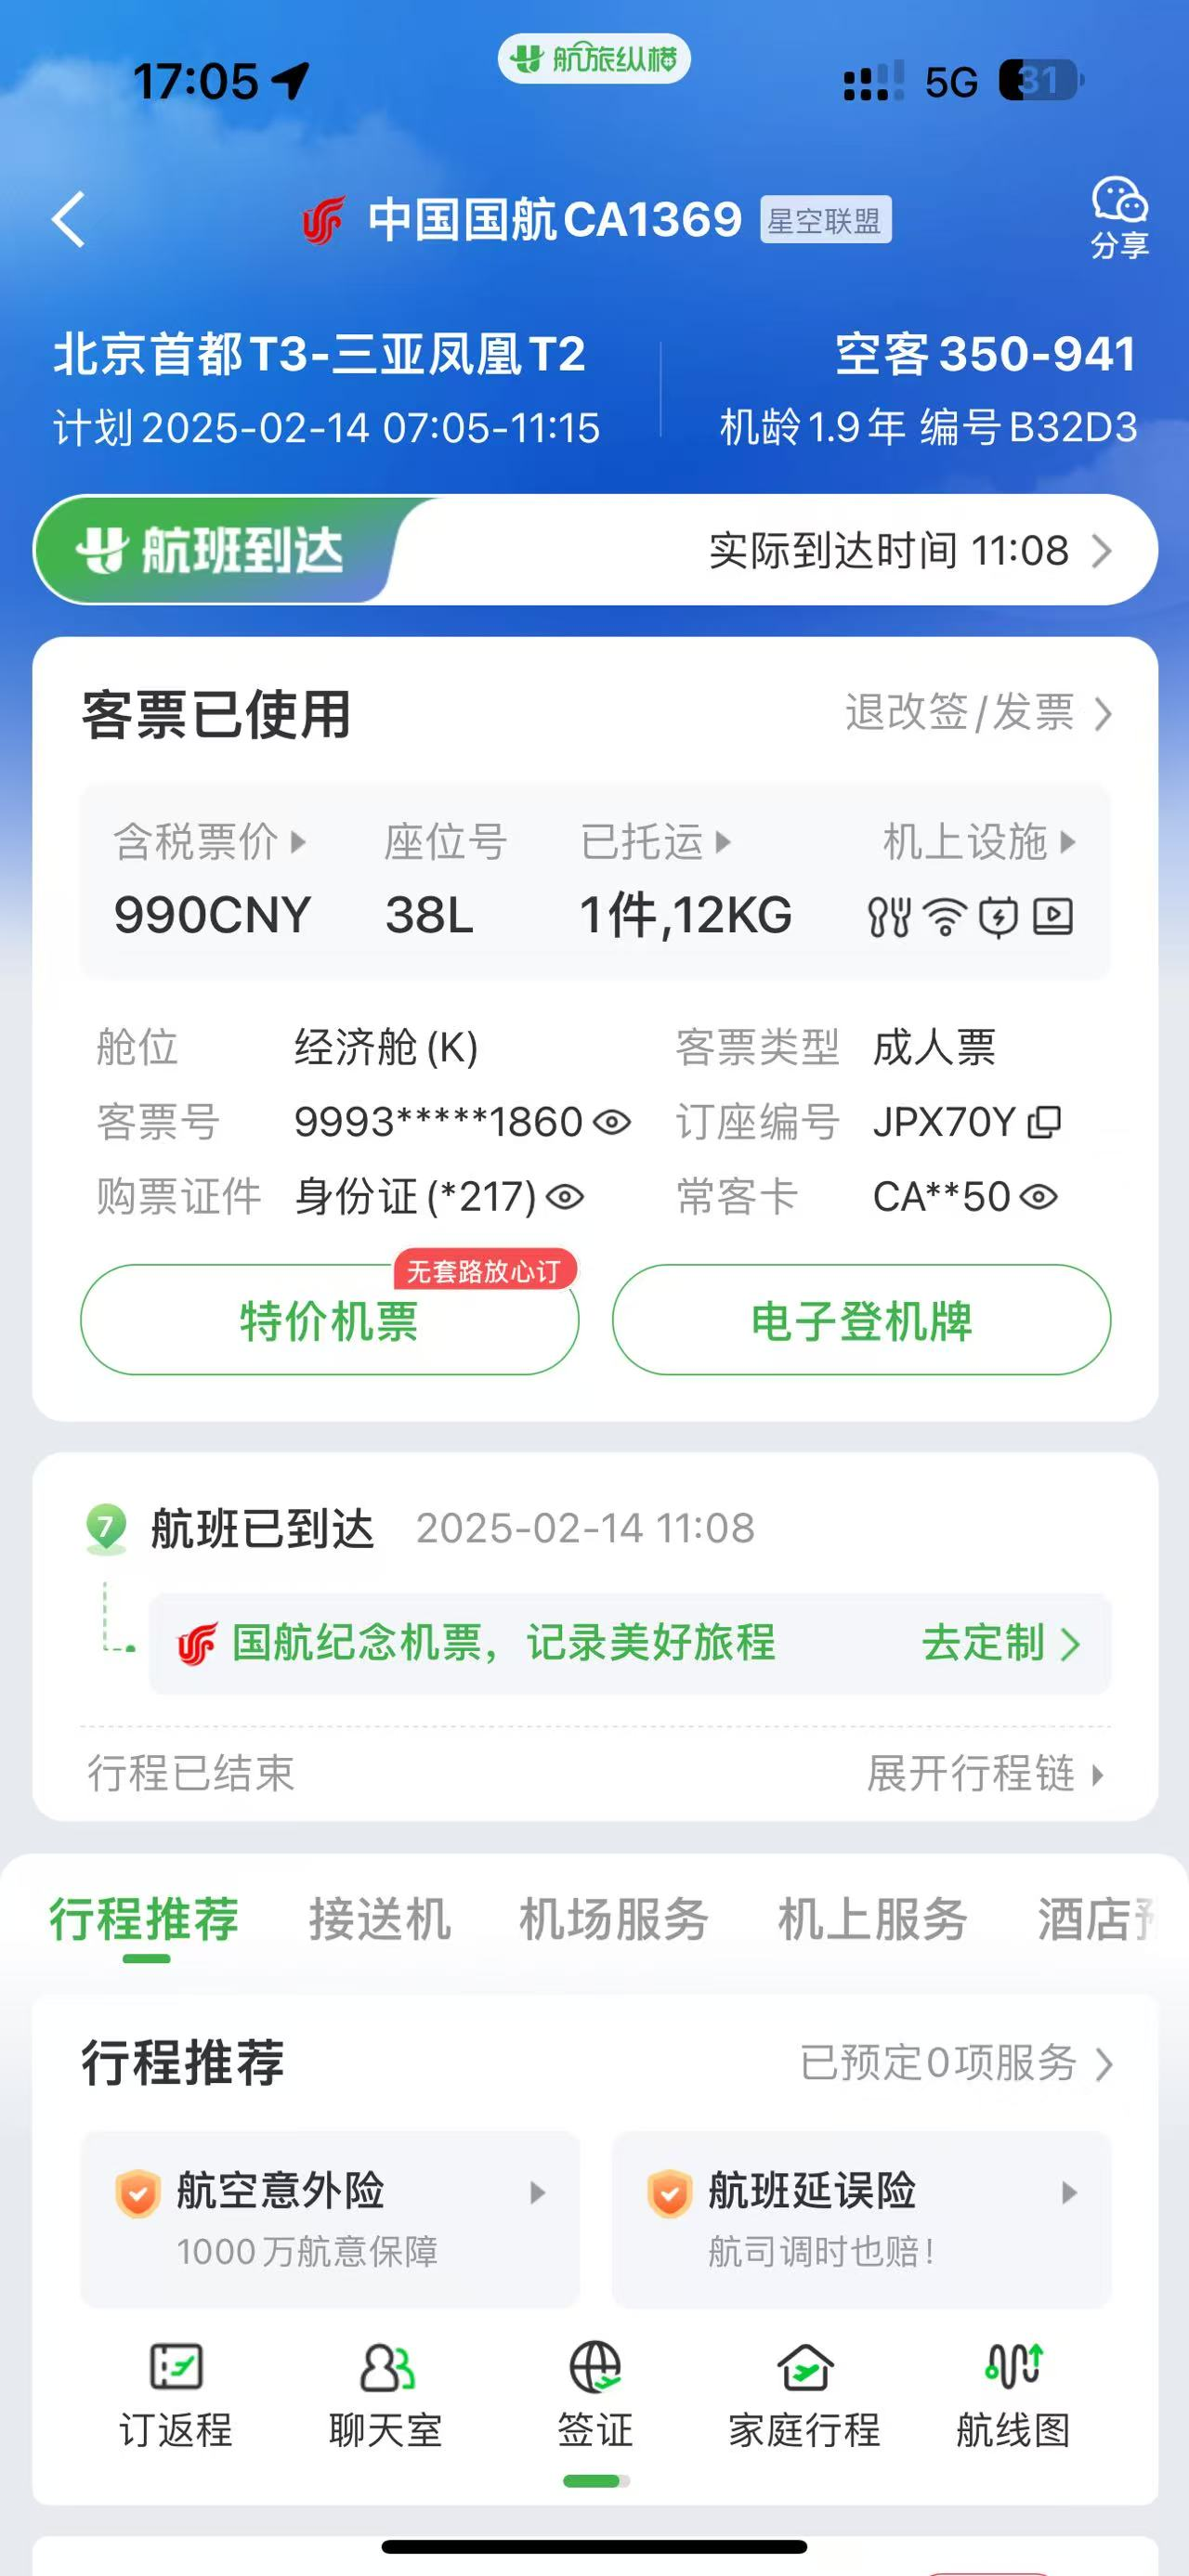 17:05
航旅纵横
5G
31
中国国航CA1369 星空联盟
分享
北京首都T3-三亚凤凰T2
空客350-941
计划2025-02-14 07:05-11:15
机龄1.9年 编号B32D3
航班到达
实际到达时间 11:08
客票已使用
退改签/发票
含税票价 座位号 已托运 机上设施
990CNY 38L 1件,12KG
舱位 经济舱(K) 客票类型 成人票
客票号 9993*****1860 订座编号 JPX70Y
购票证件 身份证(*217) 常客卡 CA**50
无套路放心订
特价机票 电子登机牌
7 航班已到达 2025-02-14 11:08
国航纪念机票，记录美好旅程 去定制
行程已结束 展开行程链
行程推荐 接送机 机场服务 机上服务 酒店
行程推荐 已预定0项服务
航空意外险 航班延误险
1000万航意保障 航司调时也赔!
订返程 聊天室 签证 家庭行程 航线图